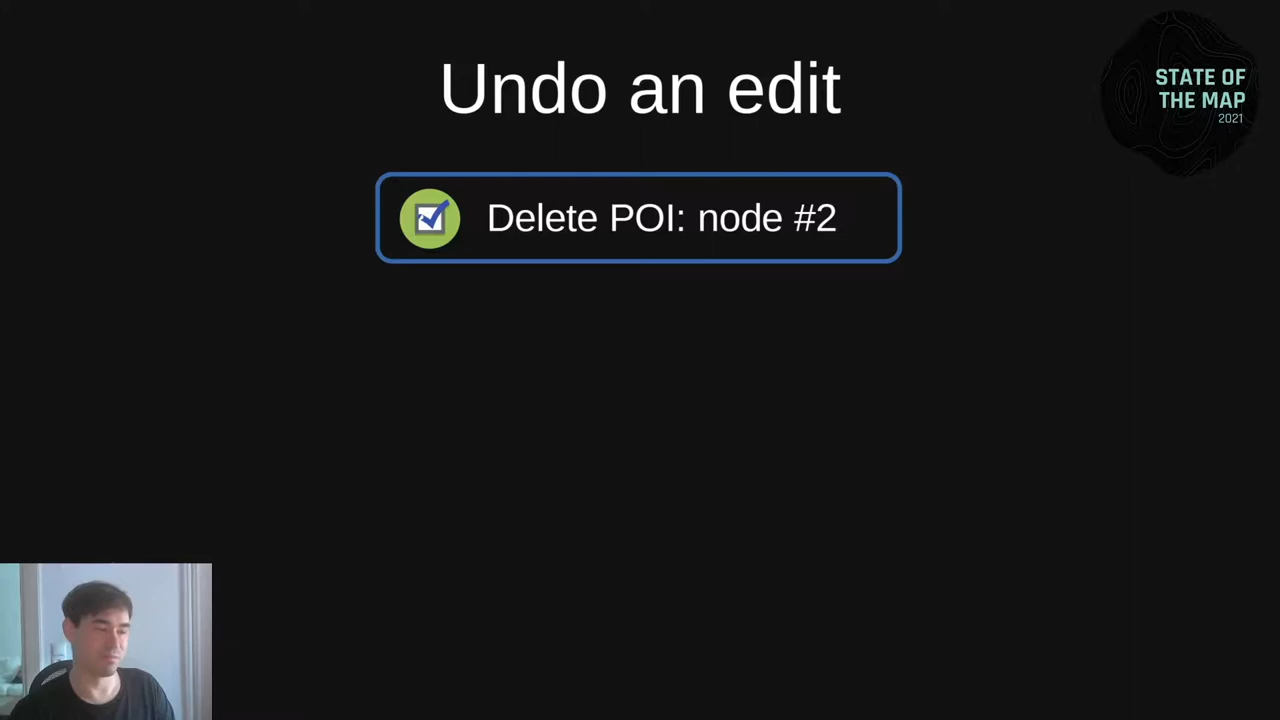 Undo an edit
STATE OF
THE MAP
2021
Delete POI: node #2